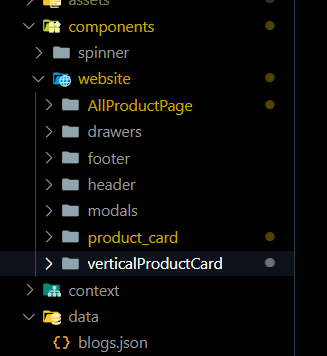 assets
components
spinner
website
AllProductPage
drawers
footer
header
modals
product_card
verticalProductCard
context
data
{} blogs.json